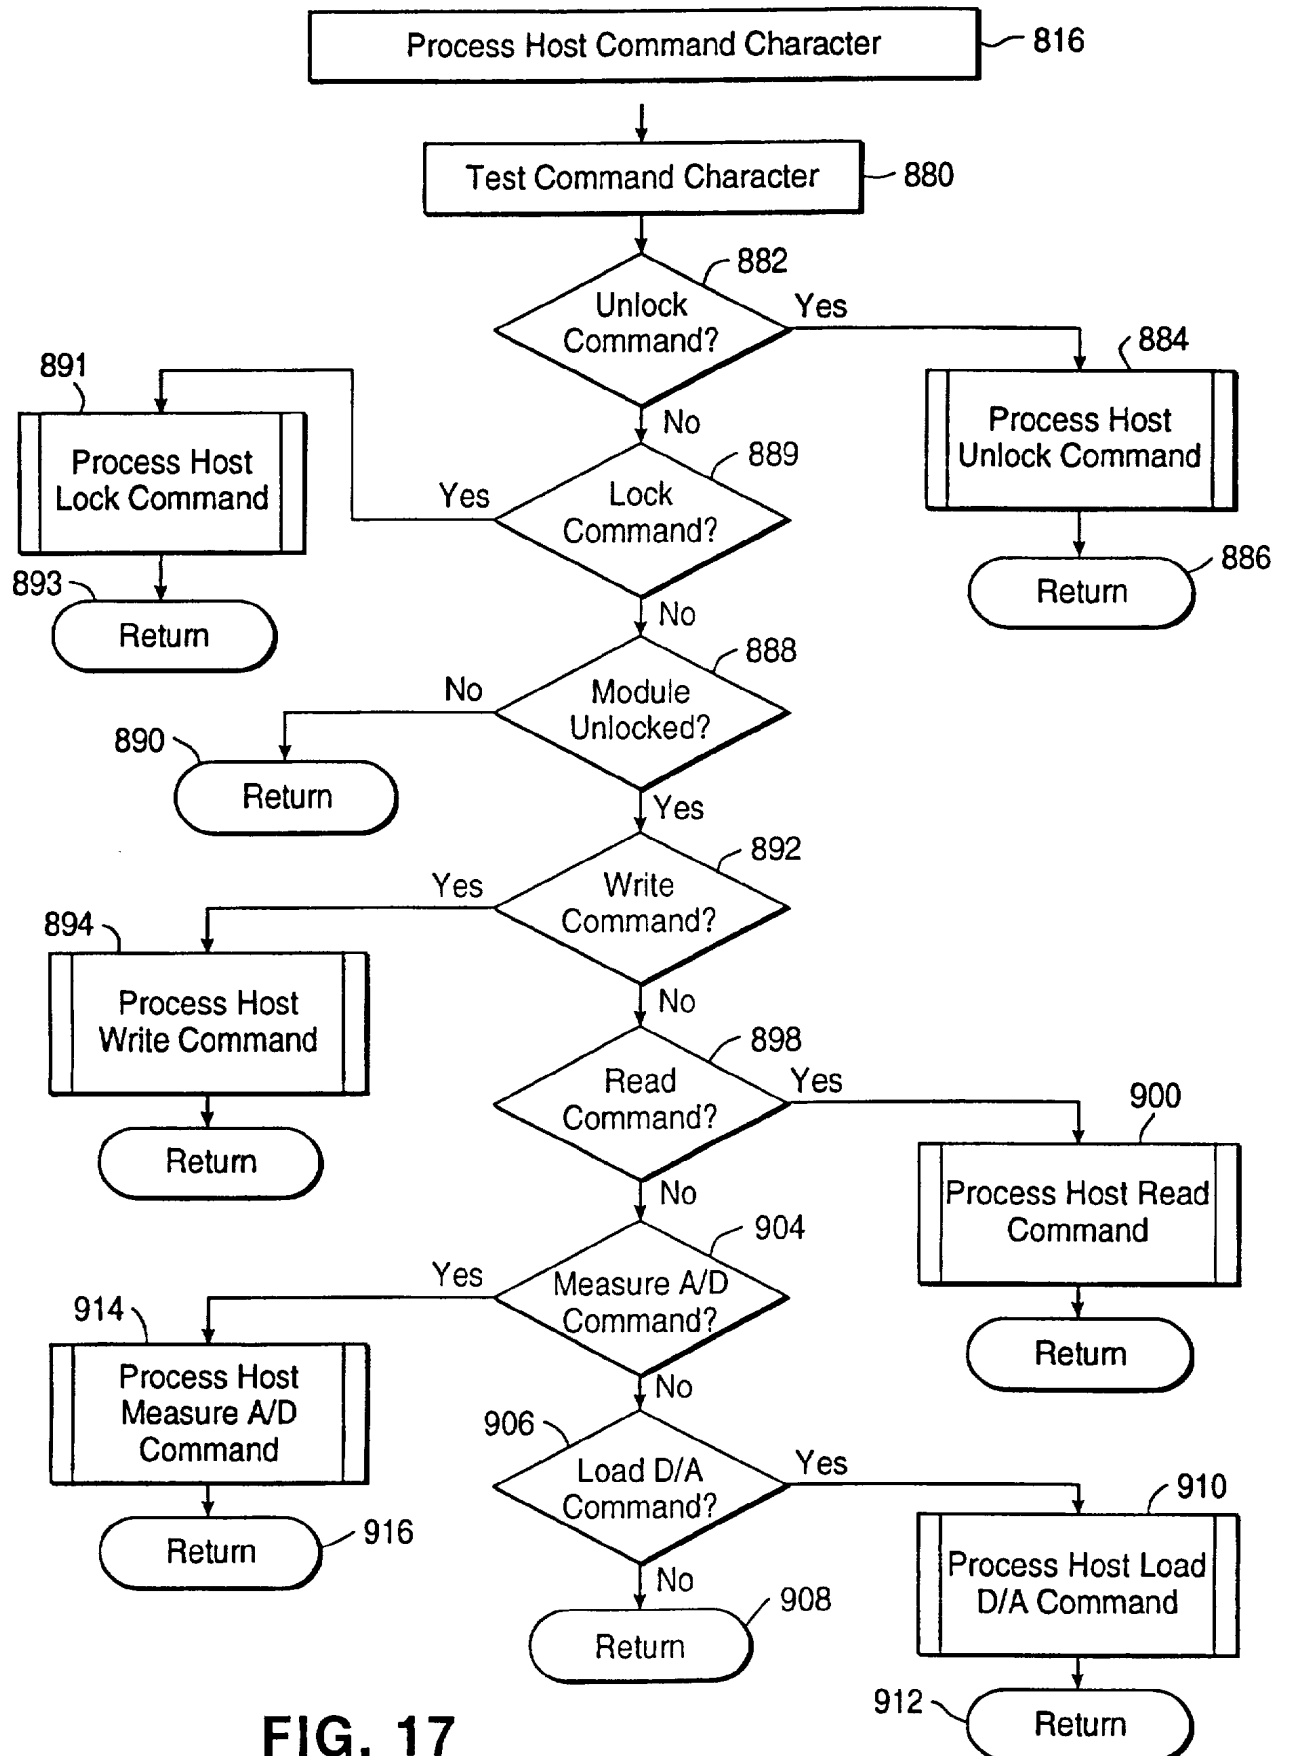 Process Host Command Character
816
Test Command Character
880
882
Unlock
Command?
Yes
884
Process Host
Unlock Command
886
Return
No
891
Process Host
Lock Command
893
Return
889
Yes
Lock
Command?
No
888
No
Module
Unlocked?
890
Return
Yes
892
Yes
Write
Command?
894
Process Host
Write Command
Return
No
898
Read
Command?
Yes
900
Process Host Read
Command
Return
No
904
Yes
Measure A/D
Command?
914
Process Host
Measure A/D
Command
Return
916
No
906
Load D/A
Command?
Yes
910
Process Host Load
D/A Command
912
Return
No
908
Return
FIG. 17